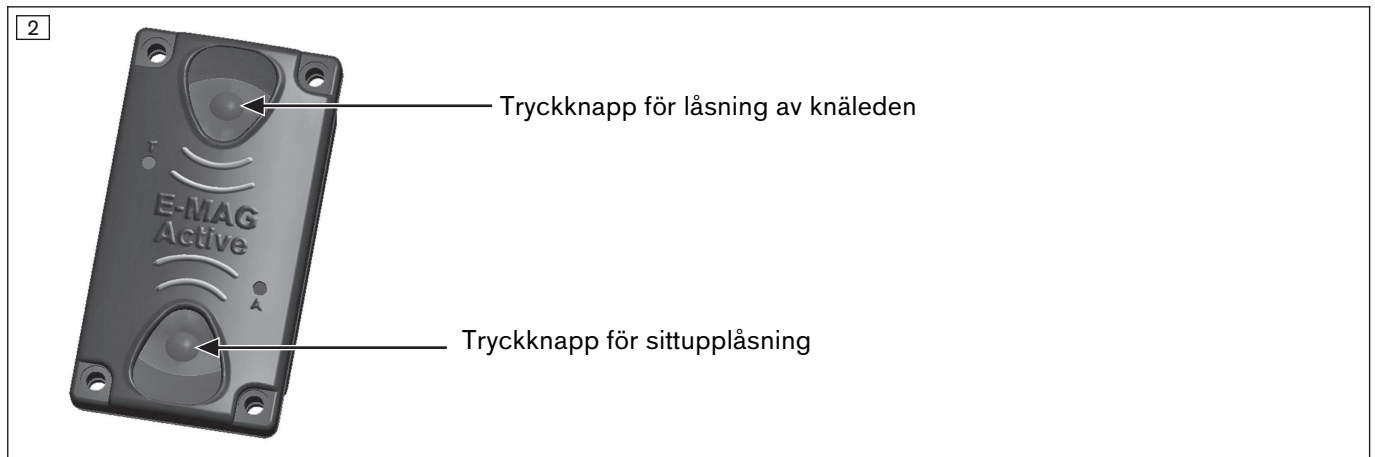 2
Tryckknapp för låsning av knäleden
T
E-MAG
Active
A
Tryckknapp för sittupplåsning